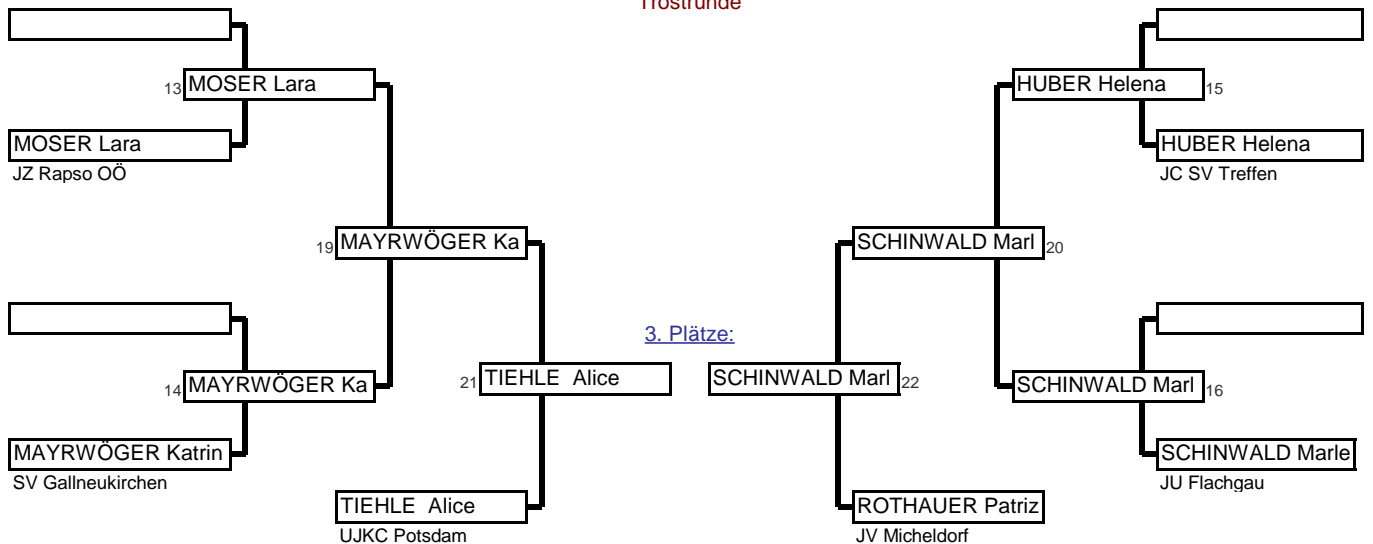 Trostrunde
13 MOSER Lara
HUBER Helena 15
MOSER Lara
JZ Rapso OÖ
HUBER Helena
JC SV Treffen
19 MAYRWÖGER Ka
SCHINWALD Marl 20
3. Plätze:
14 MAYRWÖGER Ka
21 TIEHLE Alice
SCHINWALD Marl 22
SCHINWALD Marl 16
MAYRWÖGER Katrin
SV Gallneukirchen
SCHINWALD Marle
JU Flachgau
TIEHLE Alice
UJKC Potsdam
ROTHAUER Patriz
JV Micheldorf